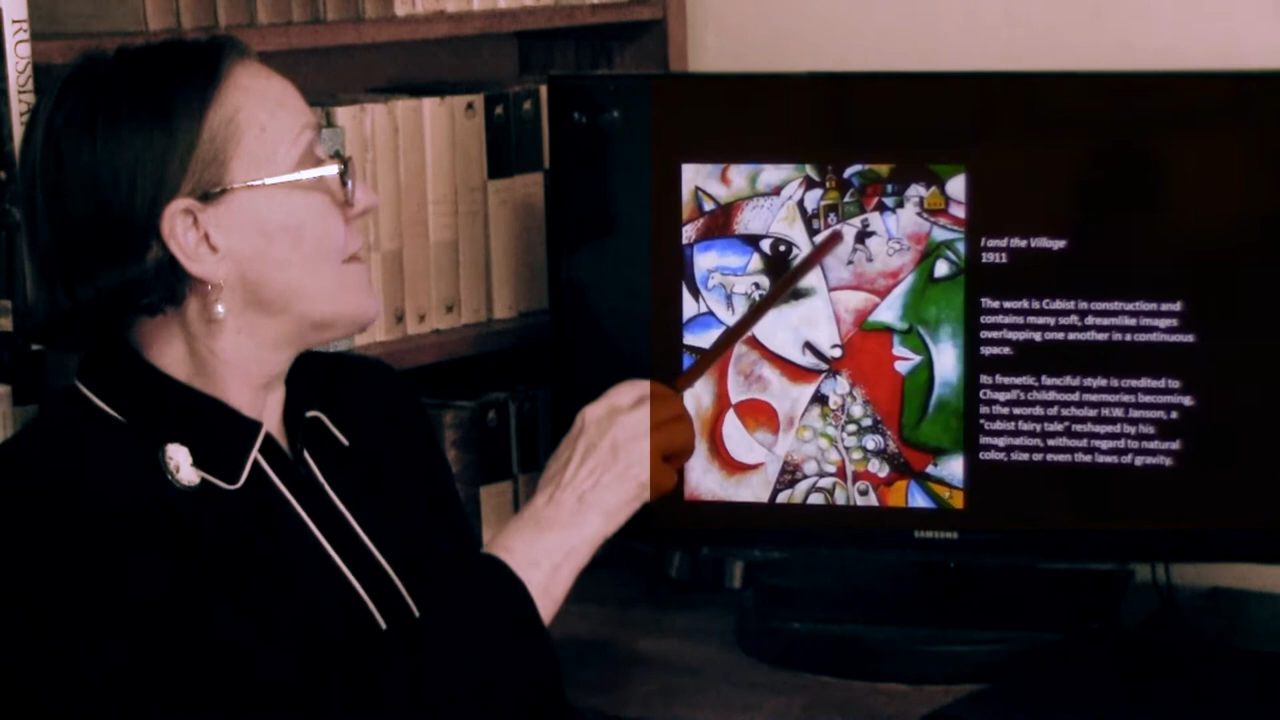 RUSSIA
I and the Village
1911
The work is Cubist in construction and
contains many soft, dreamlike images
overlapping one another in a continuous
space.
Its frenetic, fanciful style is credited to
Chagall's childhood memories becoming,
in the words of scholar H.W. Janson, a
"cubist fairy tale" reshaped by his
imagination, without regard to natural
color, size or even the laws of gravity.
SAMSUNG